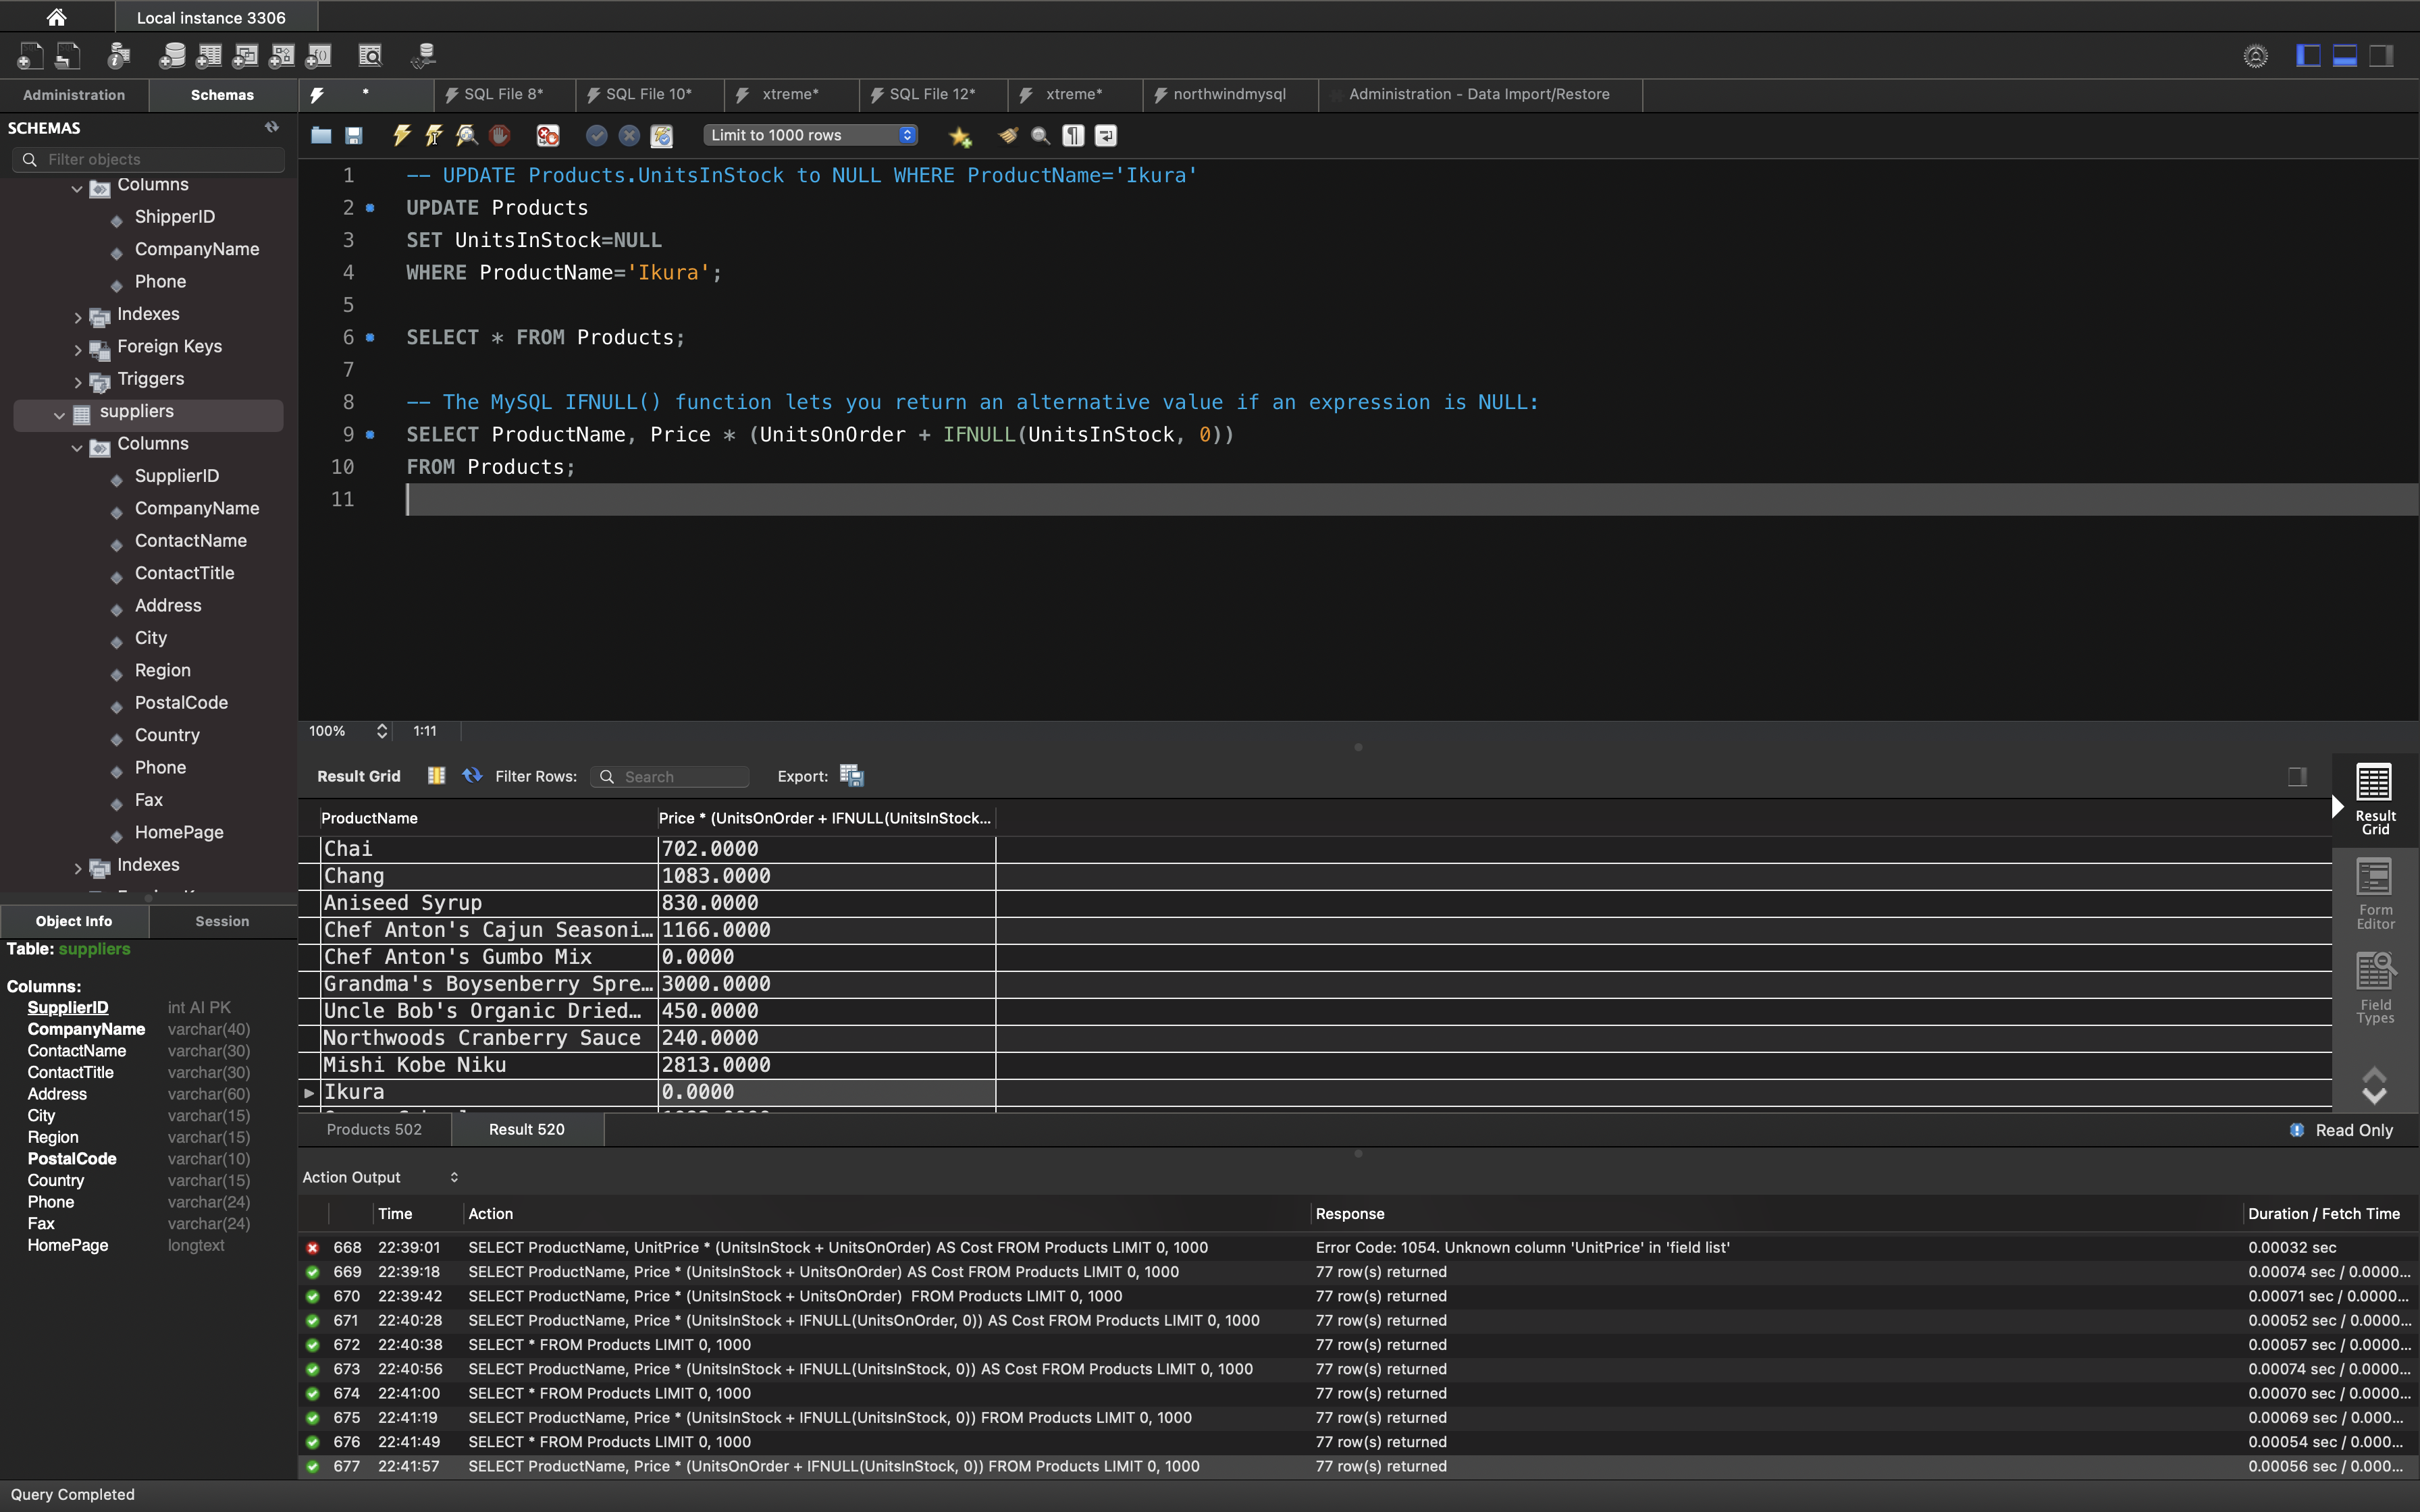 Local instance 3306
Administration
Schemas
*
SQL File 8*
SQL File 10*
xtreme*
SQL File 12*
xtreme*
northwindmysql
Administration - Data Import/Restore
SCHEMAS
Filter objects
Limit to 1000 rows
Columns
ShipperID
CompanyName
Phone
Indexes
Foreign Keys
Triggers
suppliers
Columns
SupplierID
CompanyName
ContactName
ContactTitle
Address
City
Region
PostalCode
Country
Phone
Fax
HomePage
Indexes
1 -- UPDATE Products.UnitsInStock to NULL WHERE ProductName='Ikura'
2 UPDATE Products
3 SET UnitsInStock=NULL
4 WHERE ProductName='Ikura';
5
6 SELECT * FROM Products;
7
8 -- The MySQL IFNULL() function lets you return an alternative value if an expression is NULL:
9 SELECT ProductName, Price * (UnitsOnOrder + IFNULL(UnitsInStock, 0))
10 FROM Products;
11
100% 1:11
Result Grid Filter Rows: Search Export:
ProductName Price * (UnitsOnOrder + IFNULL(UnitsInStock...
Chai 702.0000
Chang 1083.0000
Aniseed Syrup 830.0000
Chef Anton's Cajun Seasoni... 1166.0000
Chef Anton's Gumbo Mix 0.0000
Grandma's Boysenberry Spre... 3000.0000
Uncle Bob's Organic Dried... 450.0000
Northwoods Cranberry Sauce 240.0000
Mishi Kobe Niku 2813.0000
Ikura 0.0000
Result
Grid
Form
Editor
Field
Types
Products 502 Result 520 Read Only
Object Info Session
Table: suppliers
Columns:
SupplierID int AI PK
CompanyName varchar(40)
ContactName varchar(30)
ContactTitle varchar(30)
Address varchar(60)
City varchar(15)
Region varchar(15)
PostalCode varchar(10)
Country varchar(15)
Phone varchar(24)
Fax varchar(24)
HomePage longtext
Action Output
Time Action Response Duration / Fetch Time
668 22:39:01 SELECT ProductName, UnitPrice * (UnitsInStock + UnitsOnOrder) AS Cost FROM Products LIMIT 0, 1000 Error Code: 1054. Unknown column 'UnitPrice' in 'field list' 0.00032 sec
669 22:39:18 SELECT ProductName, Price * (UnitsInStock + UnitsOnOrder) AS Cost FROM Products LIMIT 0, 1000 77 row(s) returned 0.00074 sec / 0.0000...
670 22:39:42 SELECT ProductName, Price * (UnitsInStock + UnitsOnOrder) FROM Products LIMIT 0, 1000 77 row(s) returned 0.00071 sec / 0.0000...
671 22:40:28 SELECT ProductName, Price * (UnitsInStock + IFNULL(UnitsOnOrder, 0)) AS Cost FROM Products LIMIT 0, 1000 77 row(s) returned 0.00052 sec / 0.0000...
672 22:40:38 SELECT * FROM Products LIMIT 0, 1000 77 row(s) returned 0.00057 sec / 0.0000...
673 22:40:56 SELECT ProductName, Price * (UnitsInStock + IFNULL(UnitsInStock, 0)) AS Cost FROM Products LIMIT 0, 1000 77 row(s) returned 0.00074 sec / 0.0000...
674 22:41:00 SELECT * FROM Products LIMIT 0, 1000 77 row(s) returned 0.00070 sec / 0.0000...
675 22:41:19 SELECT ProductName, Price * (UnitsInStock + IFNULL(UnitsInStock, 0)) FROM Products LIMIT 0, 1000 77 row(s) returned 0.00069 sec / 0.000...
676 22:41:49 SELECT * FROM Products LIMIT 0, 1000 77 row(s) returned 0.00054 sec / 0.000...
677 22:41:57 SELECT ProductName, Price * (UnitsOnOrder + IFNULL(UnitsInStock, 0)) FROM Products LIMIT 0, 1000 77 row(s) returned 0.00056 sec / 0.000...
Query Completed